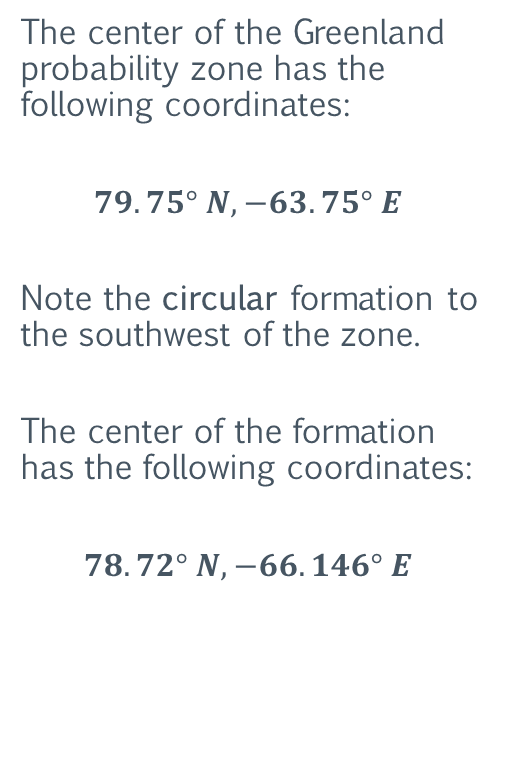 The center of the Greenland
probability zone has the
following coordinates:
79.75° N, −63.75° E
Note the circular formation to
the southwest of the zone.
The center of the formation
has the following coordinates:
78.72° N, −66.146° E